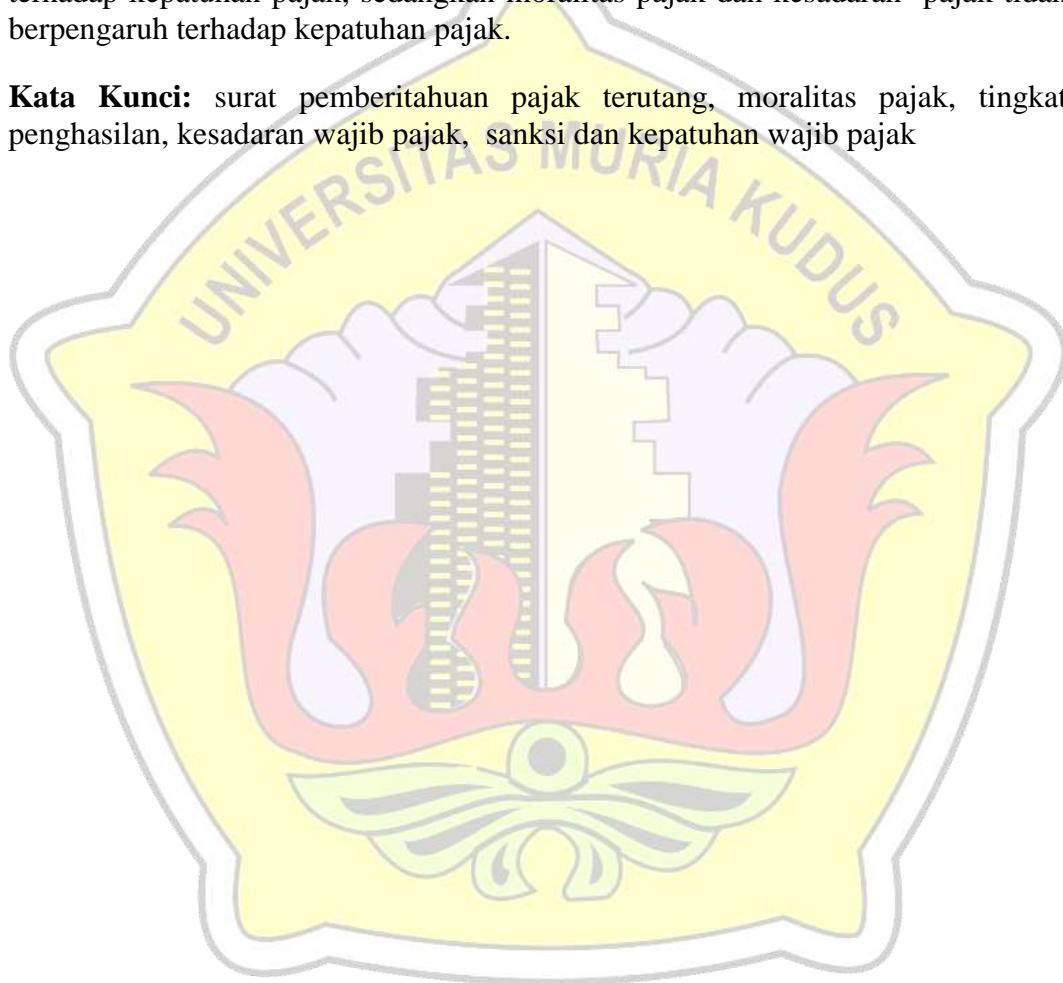 terhadap kepatuhan pajak, sedangkan moralitas pajak dan kesadaran pajak tidak
berpengaruh terhadap kepatuhan pajak.
Kata Kunci: surat pemberitahuan pajak terutang, moralitas pajak, tingkat
penghasilan, kesadaran wajib pajak, sanksi dan kepatuhan wajib pajak
UNIVERSITAS MURIA KUDUS